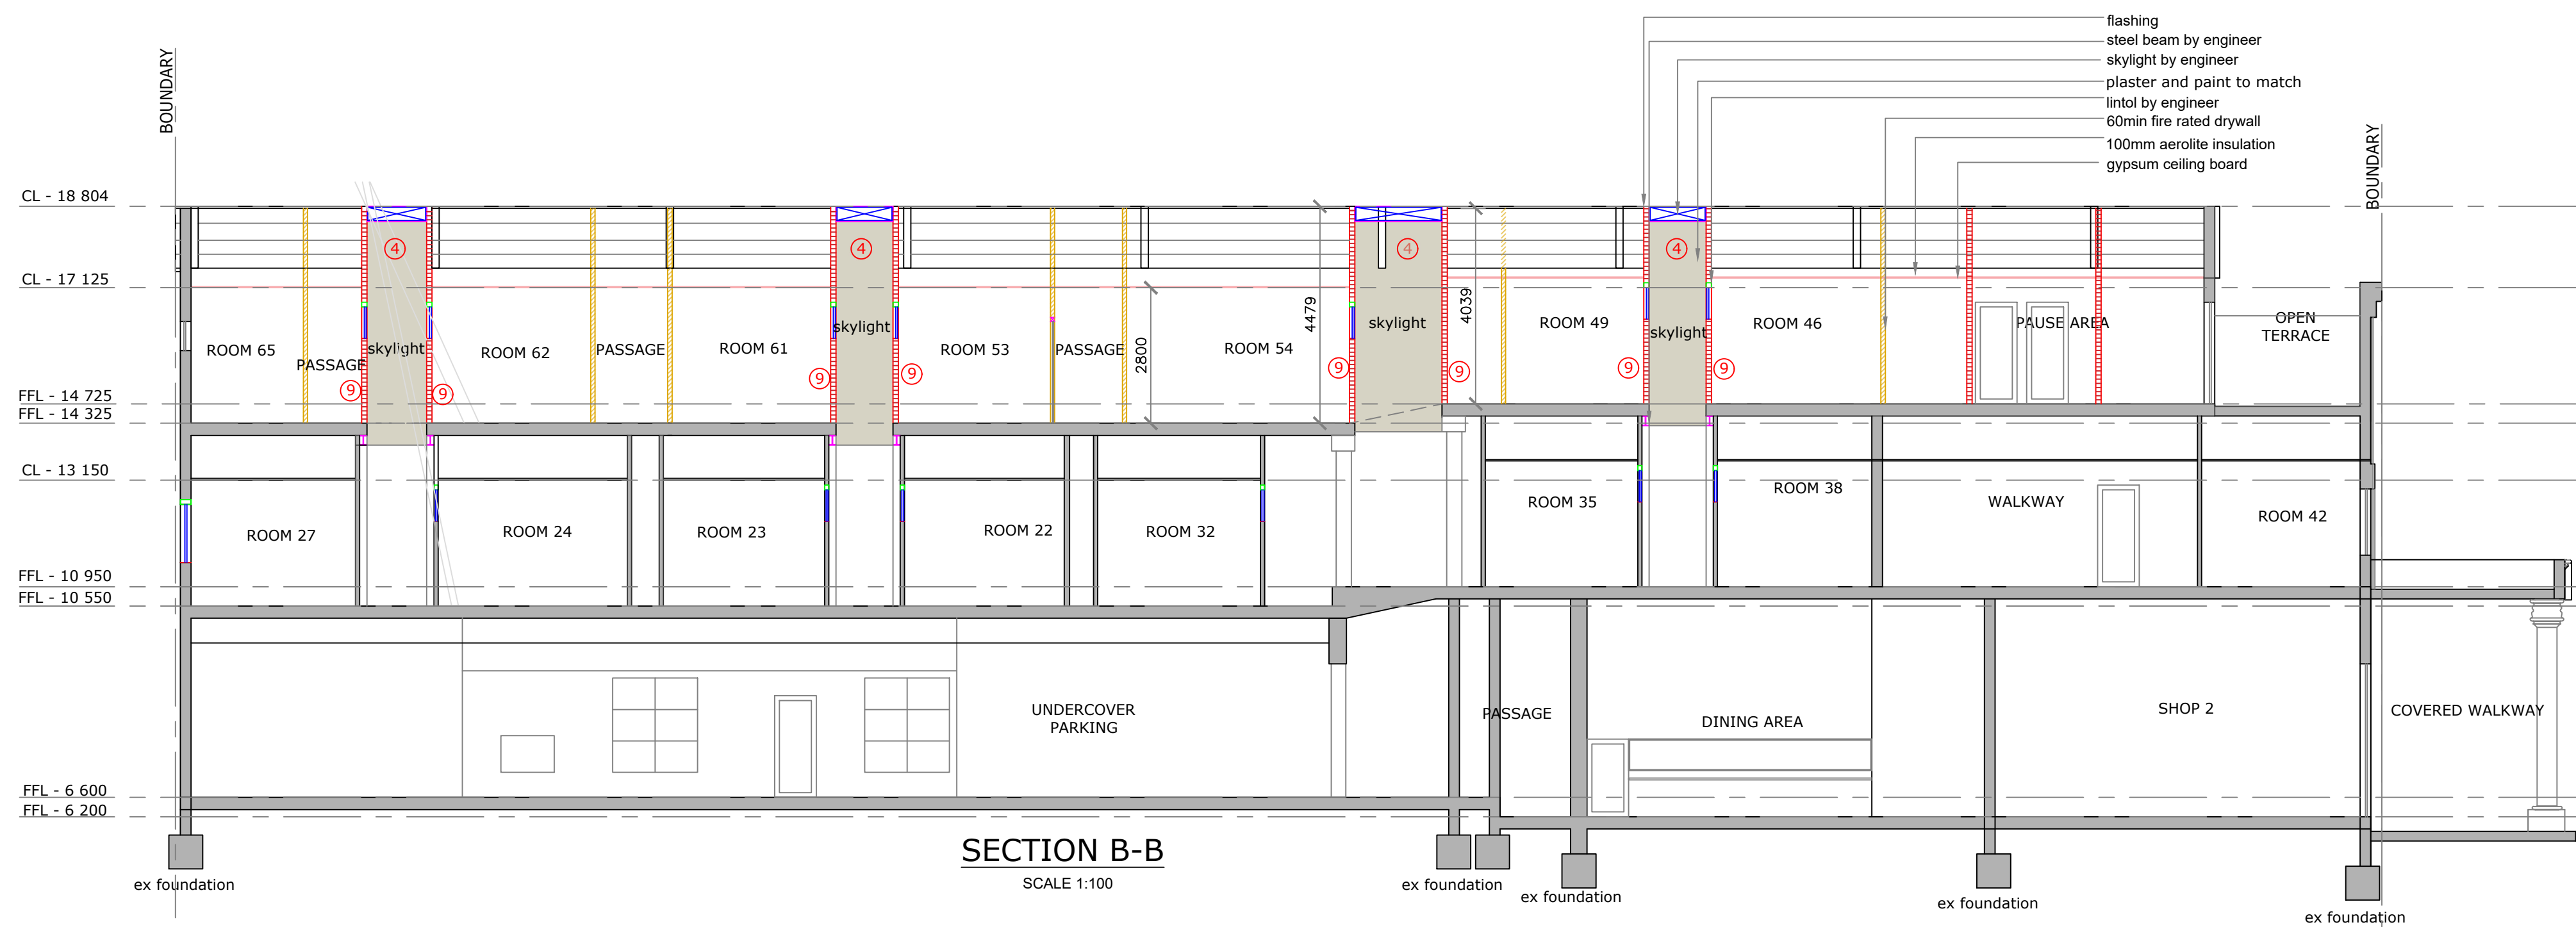 flashing
steel beam by engineer
skylight by engineer
plaster and paint to match
lintol by engineer
60min fire rated drywall
100mm aerolite insulation
gypsum ceiling board
BOUNDARY
BOUNDARY
CL - 18 804
4
4
4
4
CL - 17 125
4479
4039
2800
skylight
skylight
skylight
skylight
ROOM 65
PASSAGE
ROOM 62
PASSAGE
ROOM 61
ROOM 53
PASSAGE
ROOM 54
ROOM 49
ROOM 46
PAUSE AREA
OPEN
TERRACE
9
9
9
9
9
9
9
9
FFL - 14 725
FFL - 14 325
CL - 13 150
ROOM 27
ROOM 24
ROOM 23
ROOM 22
ROOM 32
ROOM 35
ROOM 38
WALKWAY
ROOM 42
FFL - 10 950
FFL - 10 550
UNDERCOVER
PARKING
PASSAGE
DINING AREA
SHOP 2
COVERED WALKWAY
FFL - 6 600
FFL - 6 200
SECTION B-B
SCALE 1:100
ex foundation
ex foundation
ex foundation
ex foundation
ex foundation